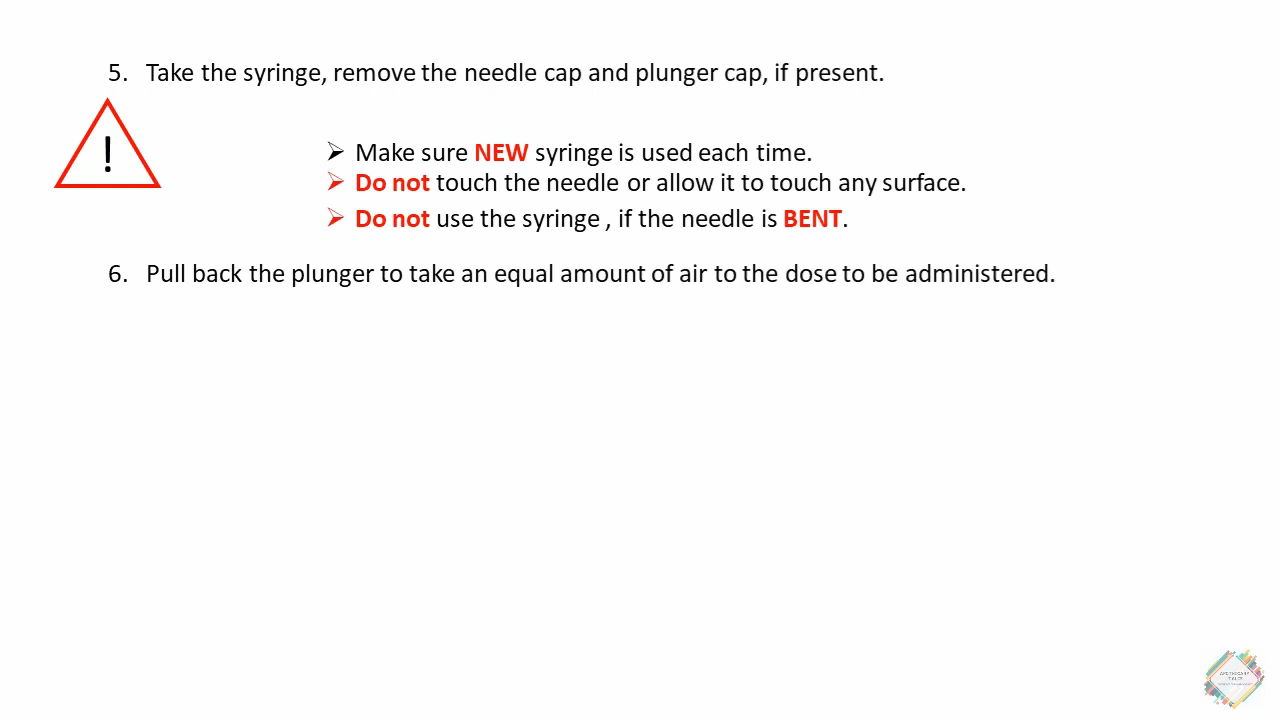 5. Take the syringe, remove the needle cap and plunger cap, if present.
!
➢ Make sure NEW syringe is used each time.
➢ Do not touch the needle or allow it to touch any surface.
➢ Do not use the syringe , if the needle is BENT.
6. Pull back the plunger to take an equal amount of air to the dose to be administered.
APOTHECARY
TALES